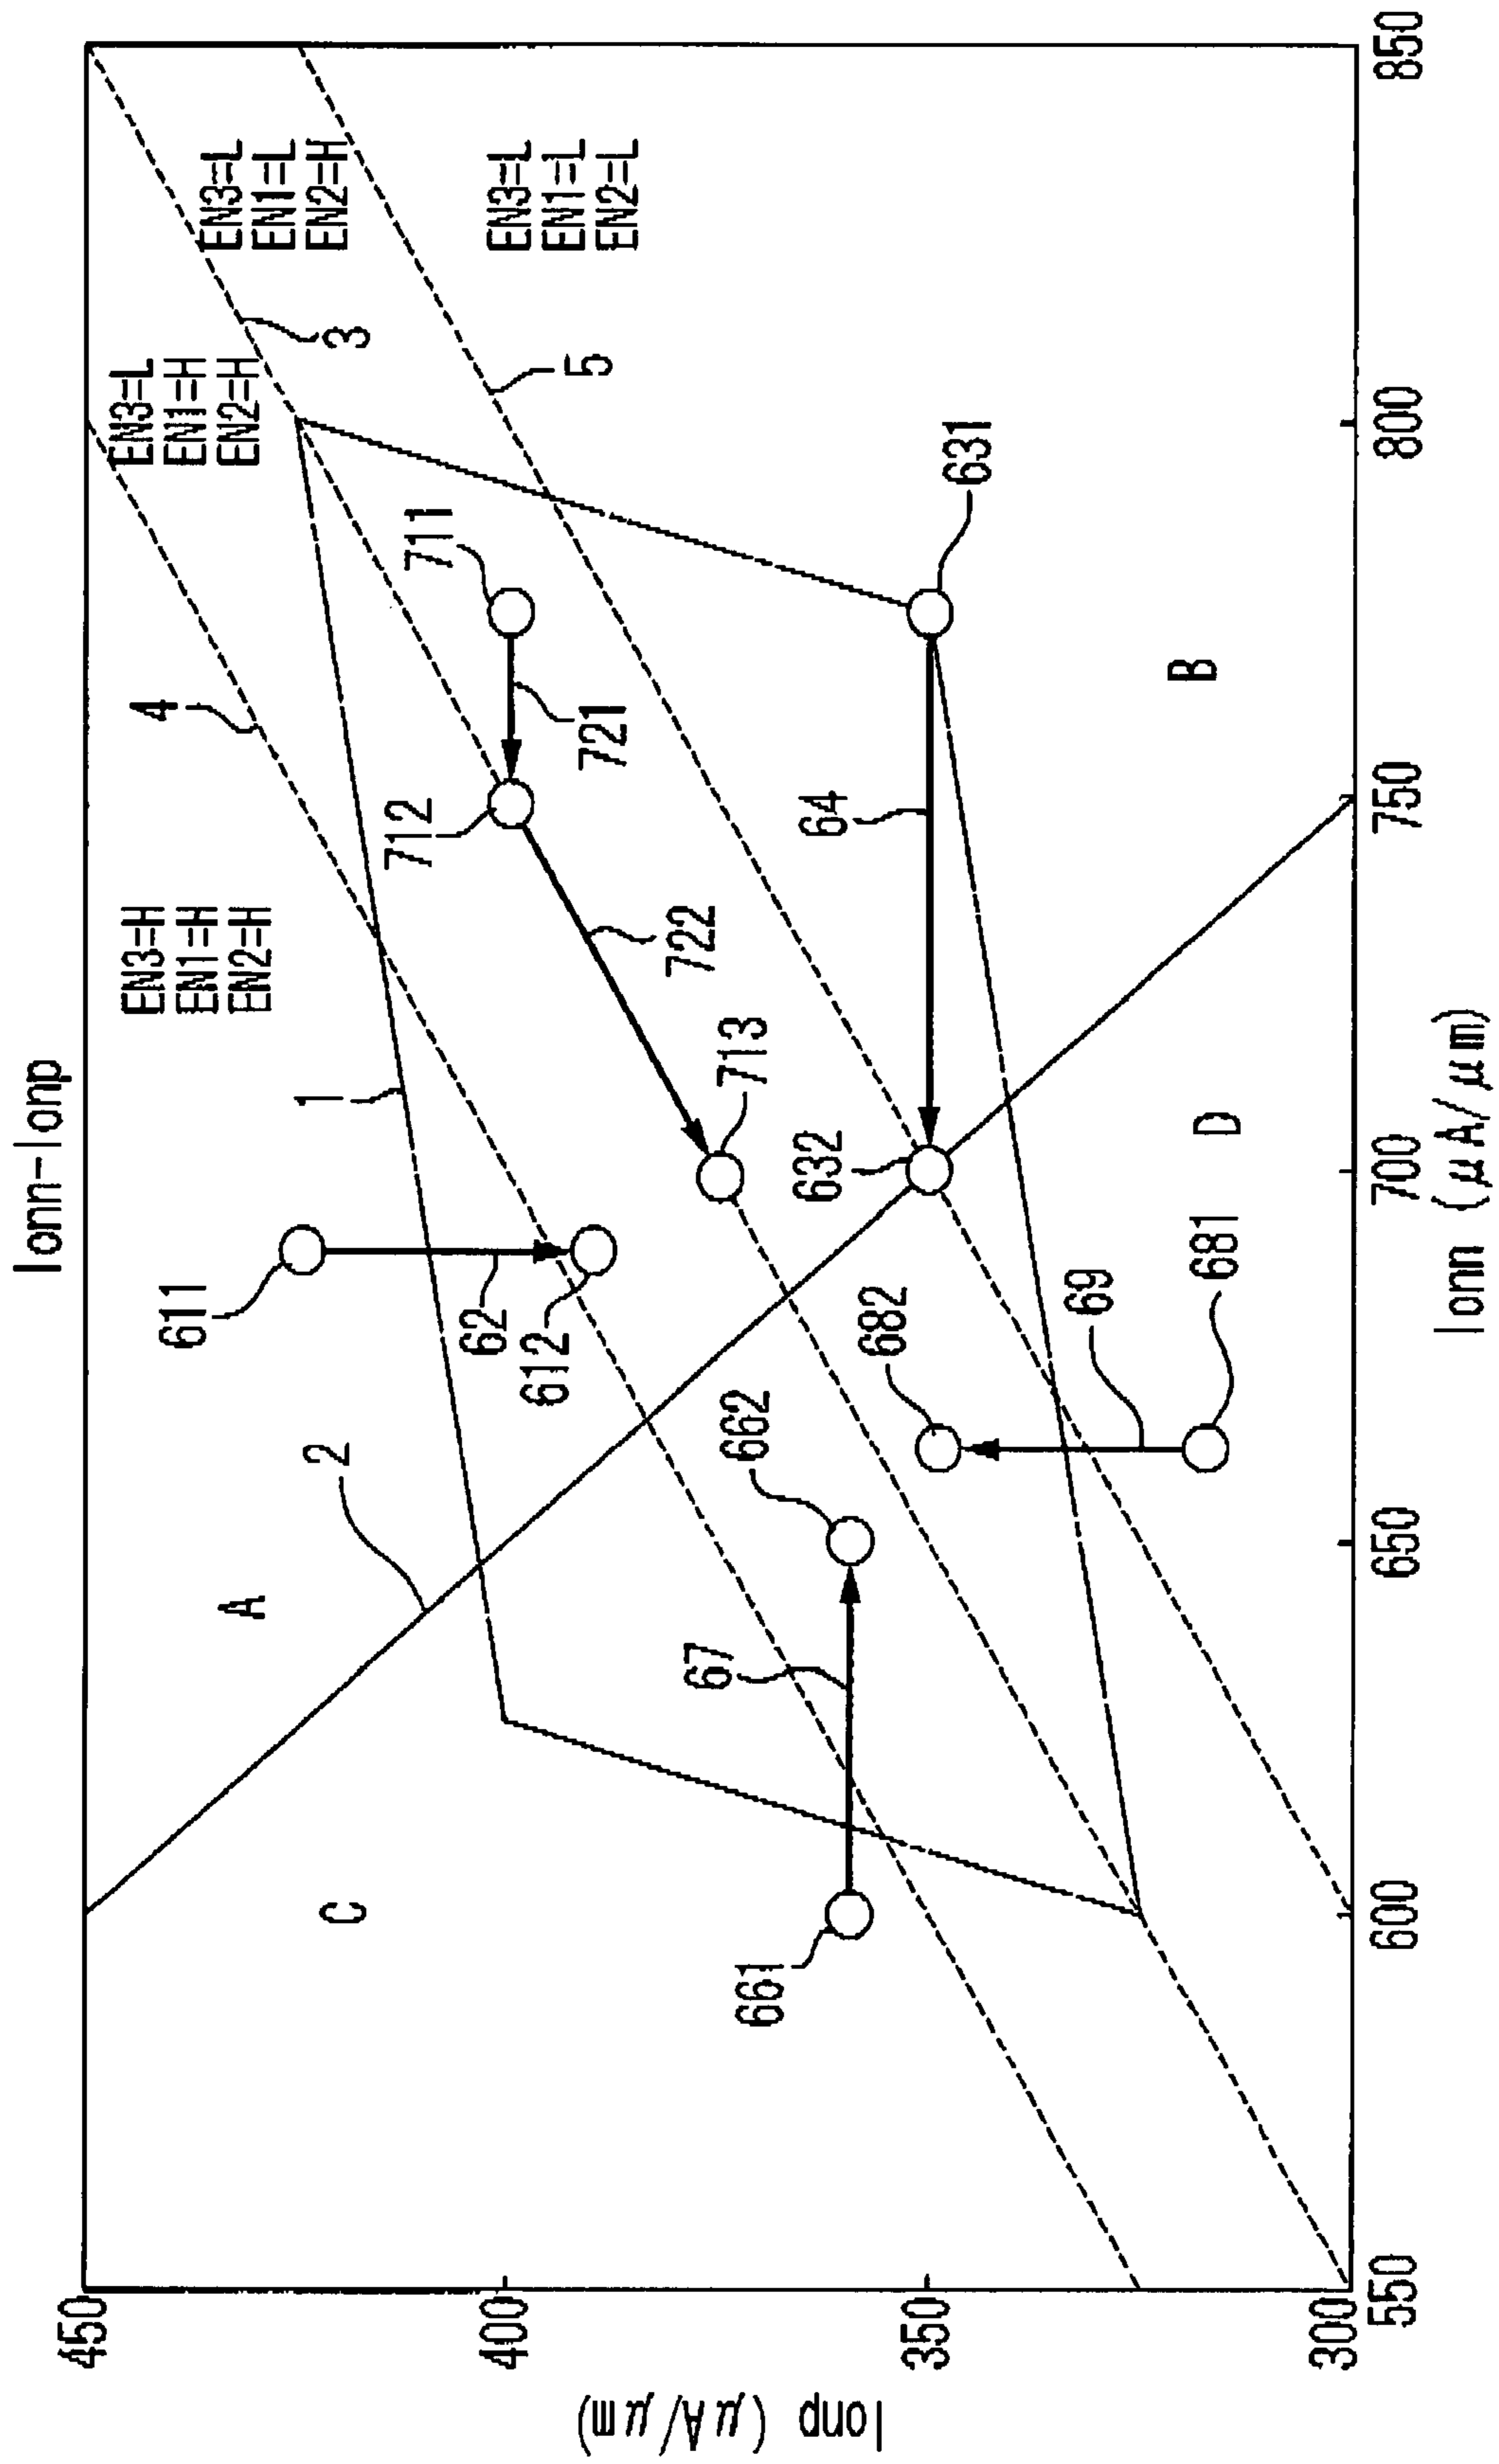 Ionn-Ionp
EN3=H
EN1=H
EN2=H
EN3=L
EN1=H
EN2=H
EN3=L
EN1=L
EN2=H
EN3=L
EN1=L
EN2=L
611
1
4
3
2
A
62
612
712
711
721
5
C
722
713
67
662
682
632
64
631
661
69
681
D
B
450
400
350
300
Ionp (μA/μm)
550
600
650
700
750
800
850
Ionn (μA/μm)